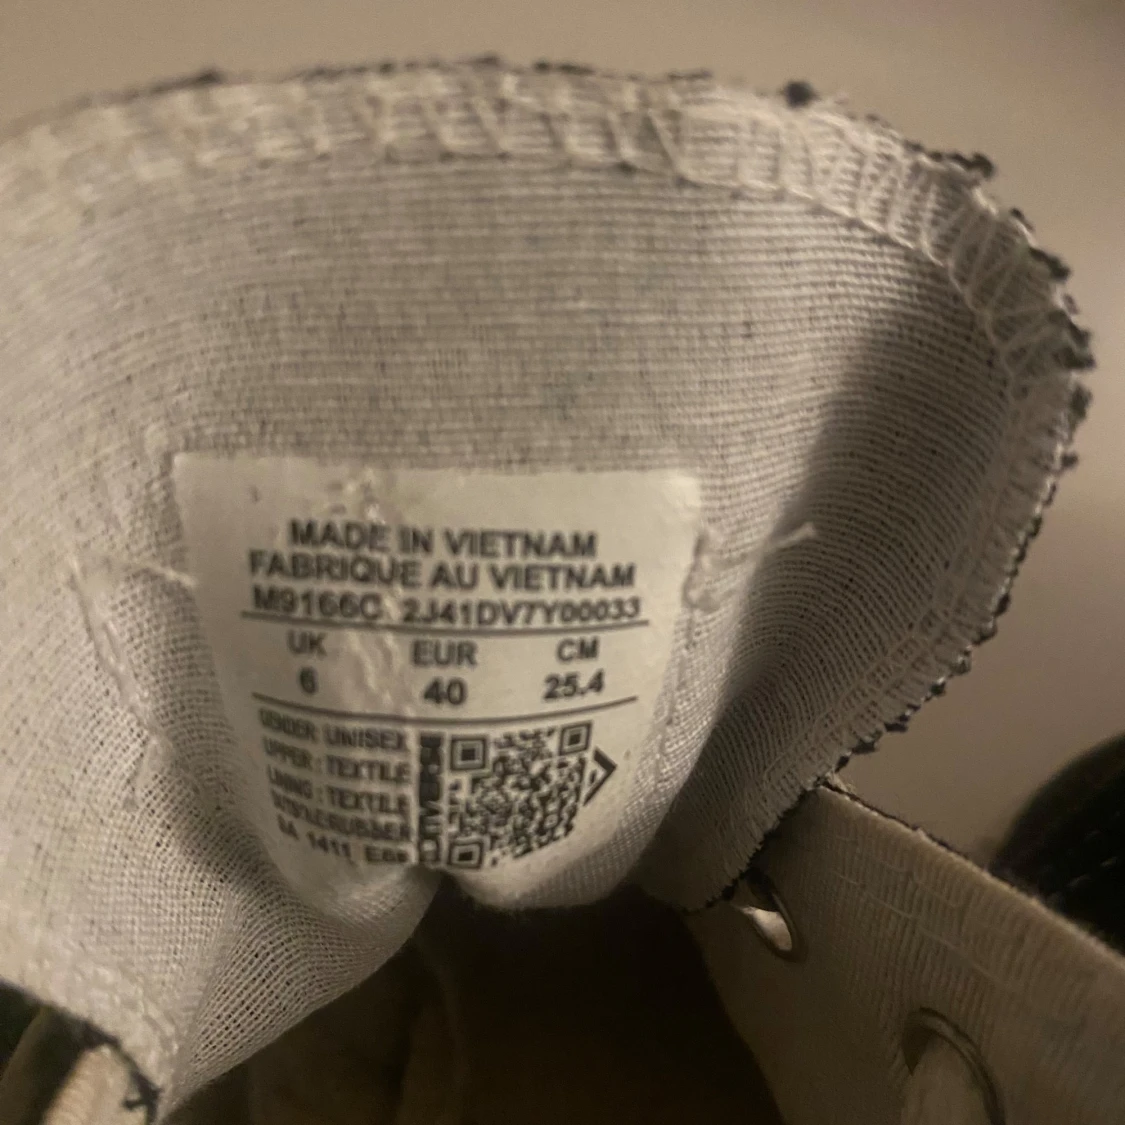 MADE IN VIETNAM
FABRIQUE AU VIETNAM
M9166C 2J41DV7Y00033
UK EUR CM
6 40 25.4
GENDER UNISEX
UPPER : TEXTILE
LINING : TEXTILE
1411